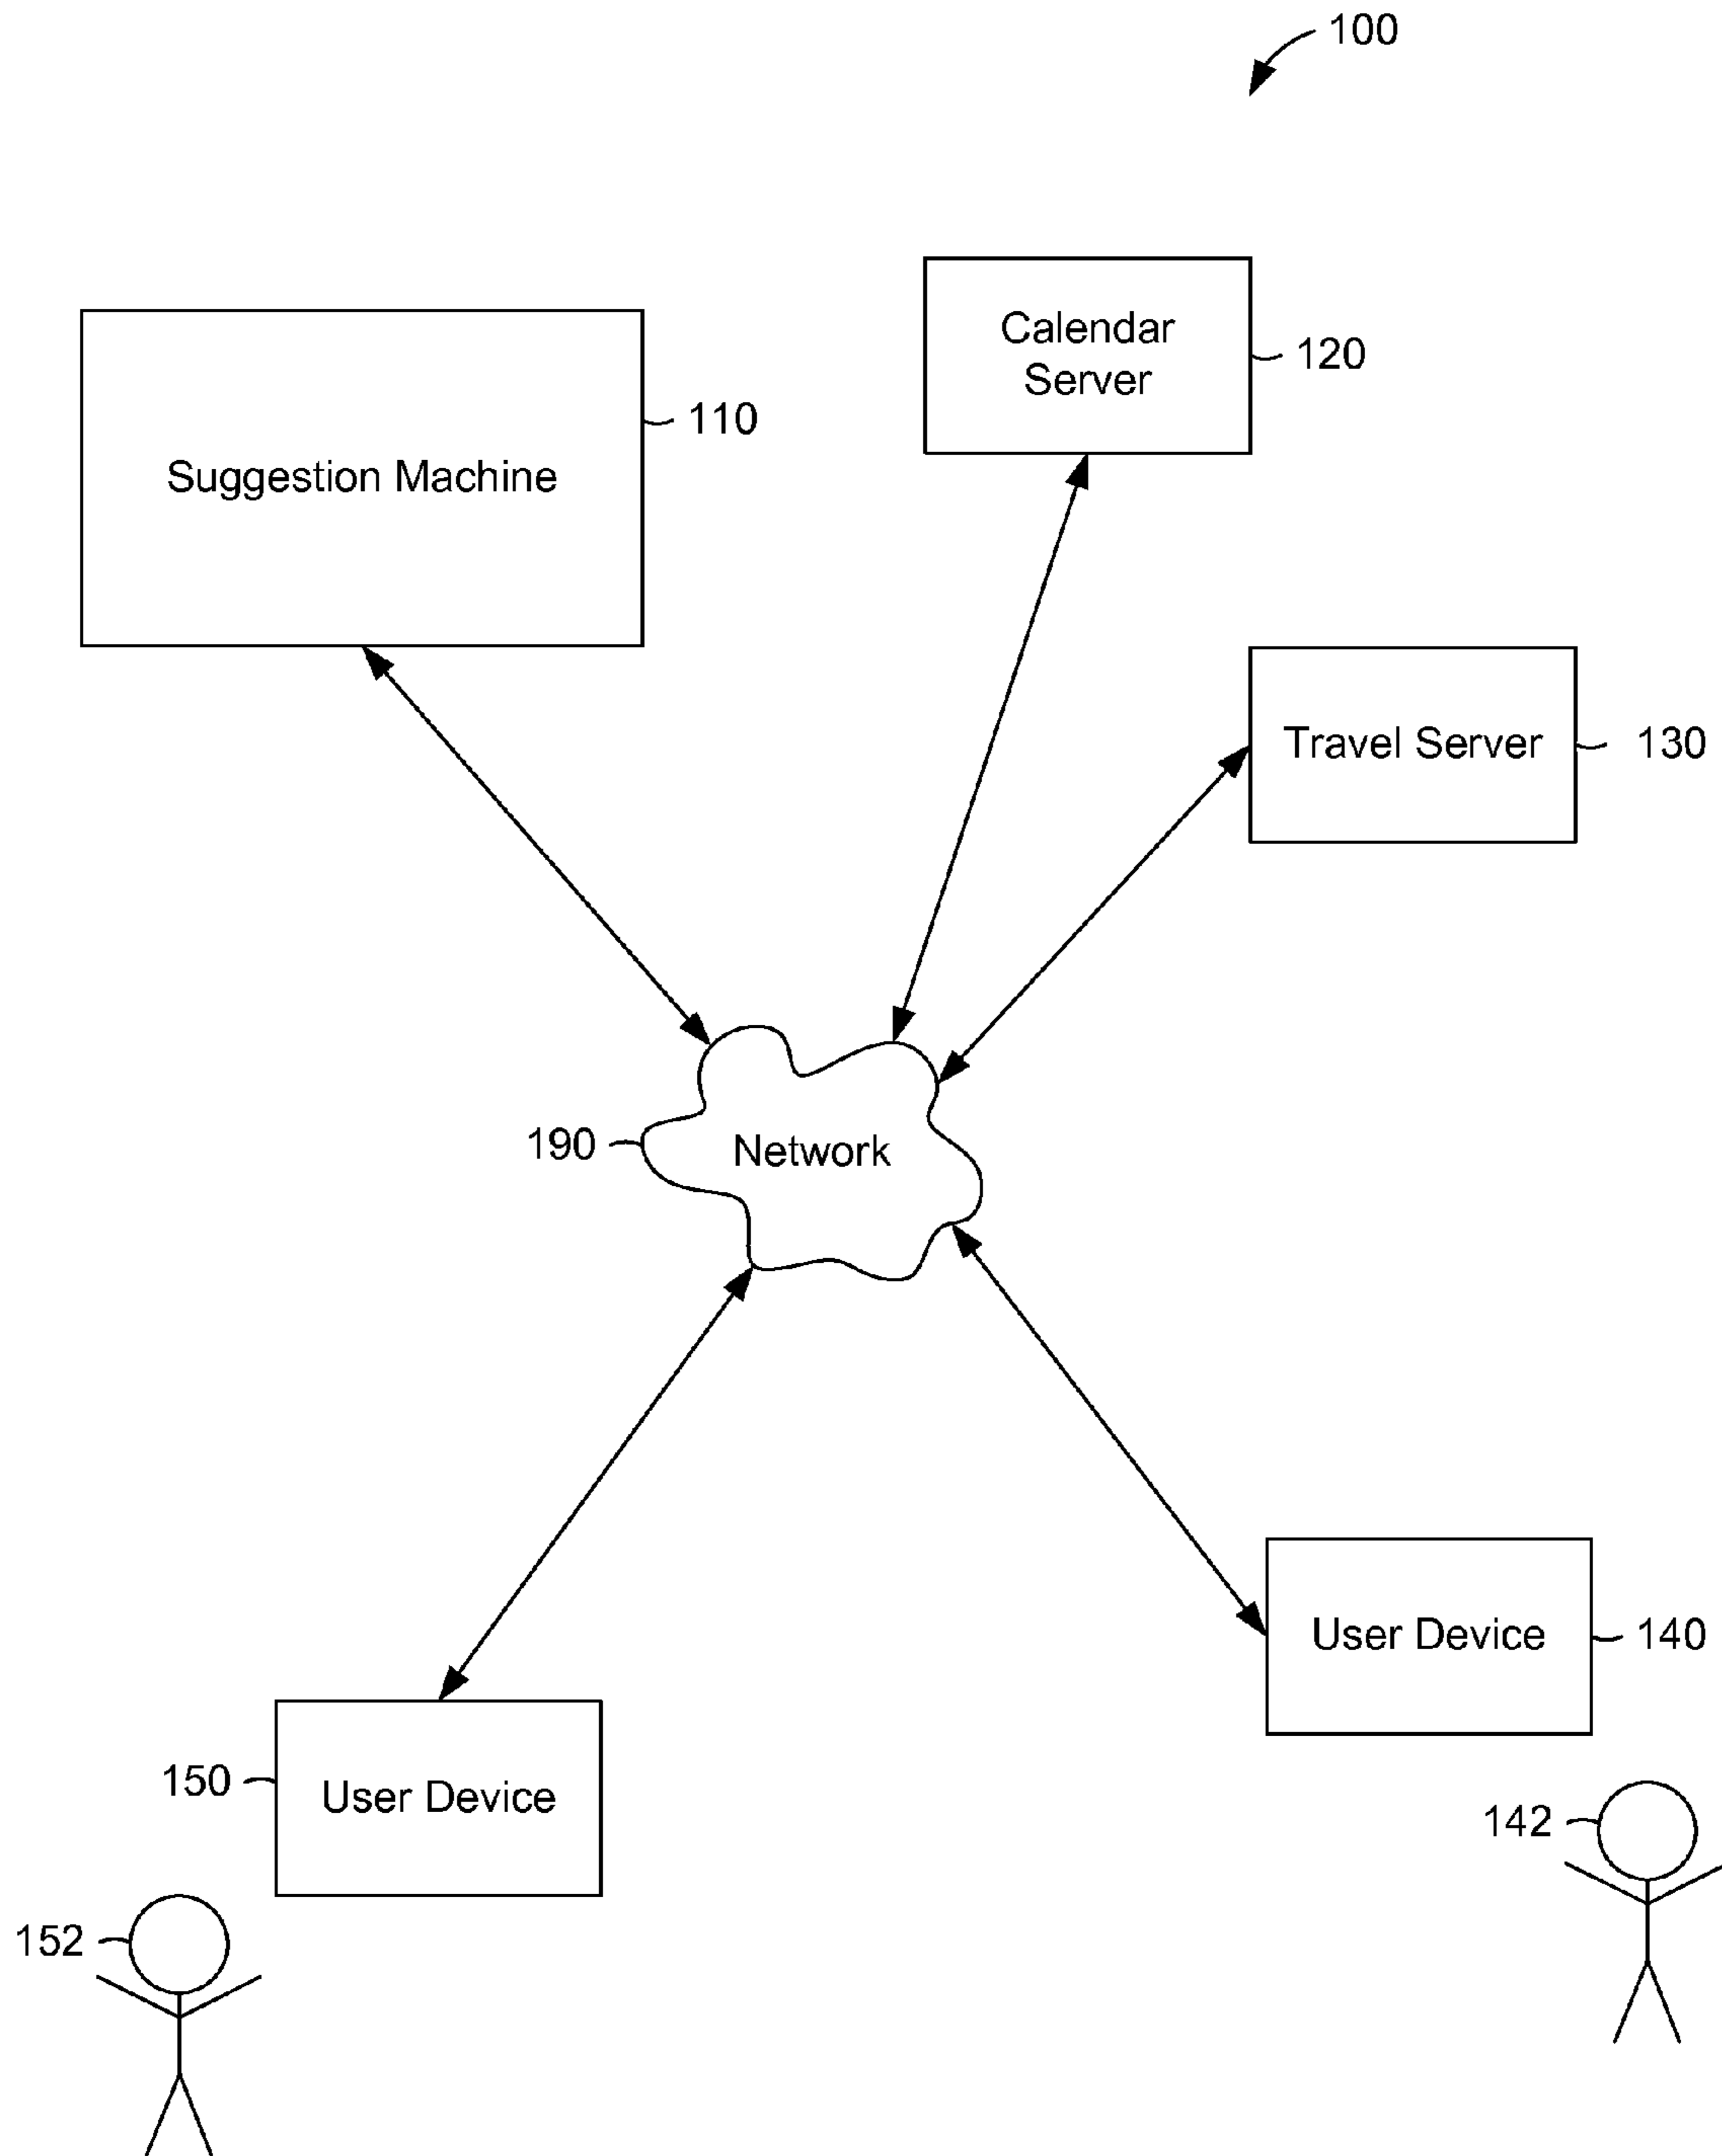 100
Calendar
Server
120
110
Suggestion Machine
Travel Server
130
190
Network
User Device
140
150
User Device
142
152